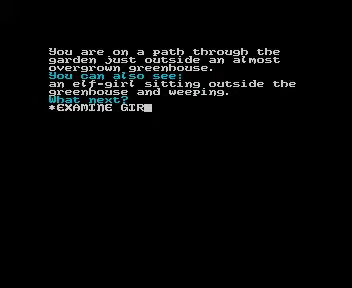 You are on a path through the
garden just outside an almost
overgrown greenhouse.
You can also see:
an elf-girl sitting outside the
greenhouse and weeping.
What next?
*EXAMINE GIR